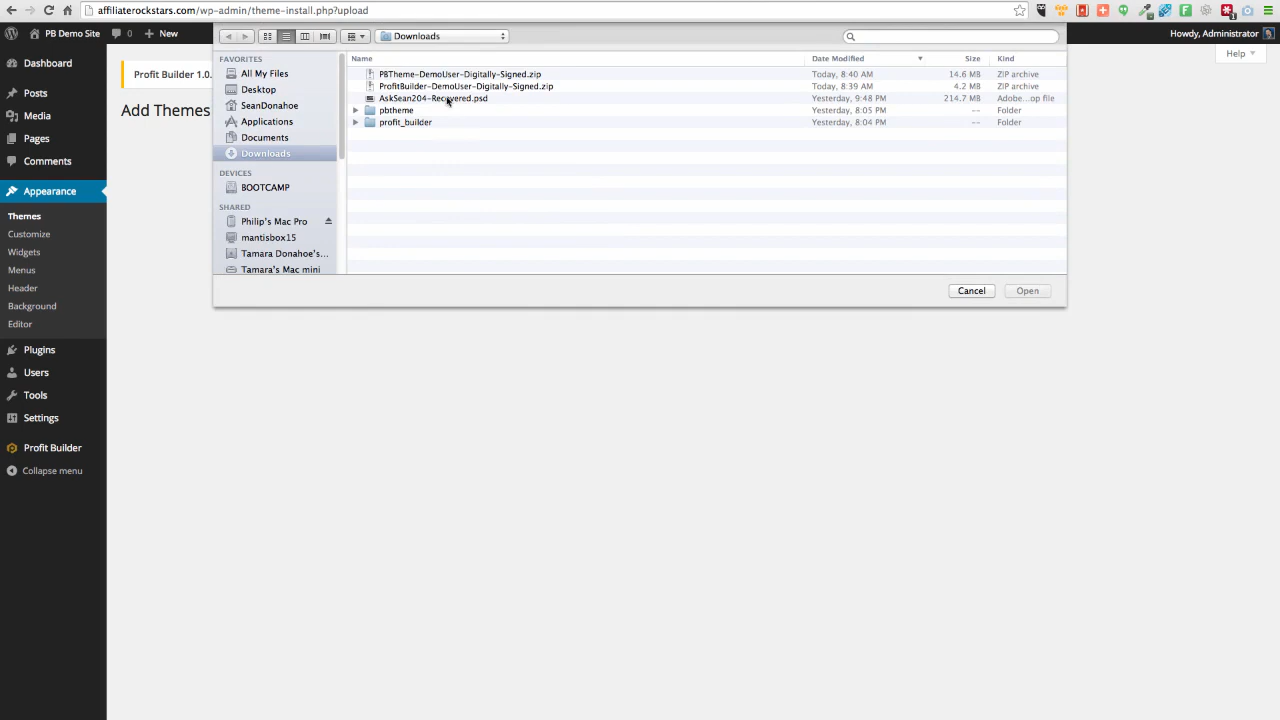 affiliaterockstars.com/wp-admin/theme-install.php?upload
PB Demo Site
0
New
Howdy, Administrator
Help
Dashboard
Posts
Media
Pages
Comments
Appearance
Themes
Customize
Widgets
Menus
Header
Background
Editor
Plugins
Users
Tools
Settings
Profit Builder
Collapse menu
Profit Builder 1.0.
Add Themes
Downloads
FAVORITES
All My Files
Desktop
SeanDonahoe
Applications
Documents
Downloads
DEVICES
BOOTCAMP
SHARED
Philip's Mac Pro
mantisbox15
Tamara Donahoe's...
Tamara's Mac mini
Name Date Modified Size Kind
PBTheme-DemoUser-Digitally-Signed.zip Today, 8:40 AM 14.6 MB ZIP archive
ProfitBuilder-DemoUser-Digitally-Signed.zip Today, 8:39 AM 4.2 MB ZIP archive
AskSean204-Recovered.psd Yesterday, 9:48 PM 214.7 MB Adobe...op file
pbtheme Yesterday, 8:05 PM -- Folder
profit_builder Yesterday, 8:04 PM -- Folder
Cancel Open